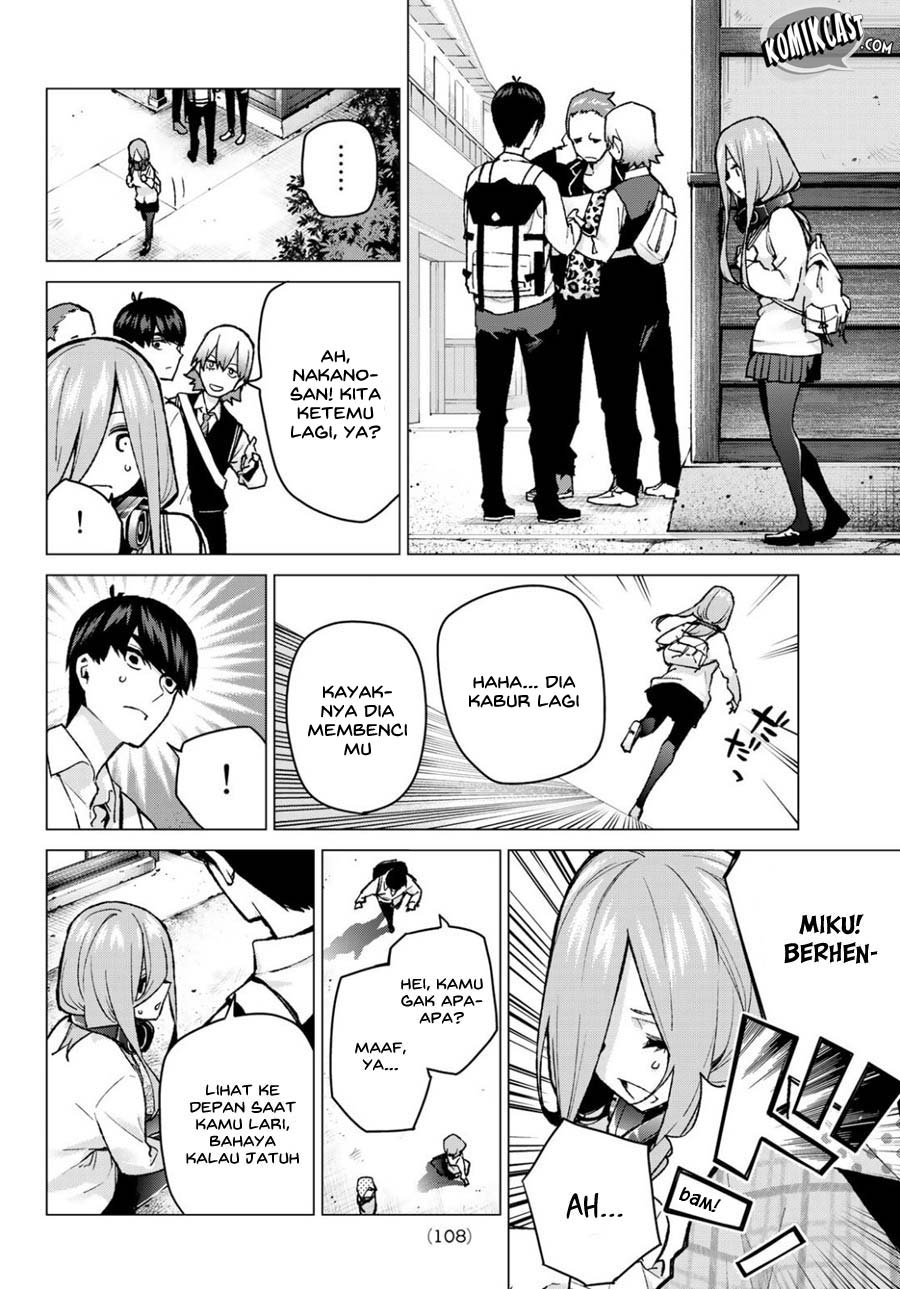 KOMIKCAST
.COM
......
AH,
NAKANO-
SAN! KITA
KETEMU
LAGI, YA?
!
HAHA... DIA
KABUR LAGI
KAYAK-
NYA DIA
MEMBENCI
MU
!
MIKU!
BERHEN-
bam!
AH...
HEI, KAMU
GAK APA-
APA?
MAAF,
YA...
LIHAT KE
DEPAN SAAT
KAMU LARI,
BAHAYA
KALAU JATUH
(108)